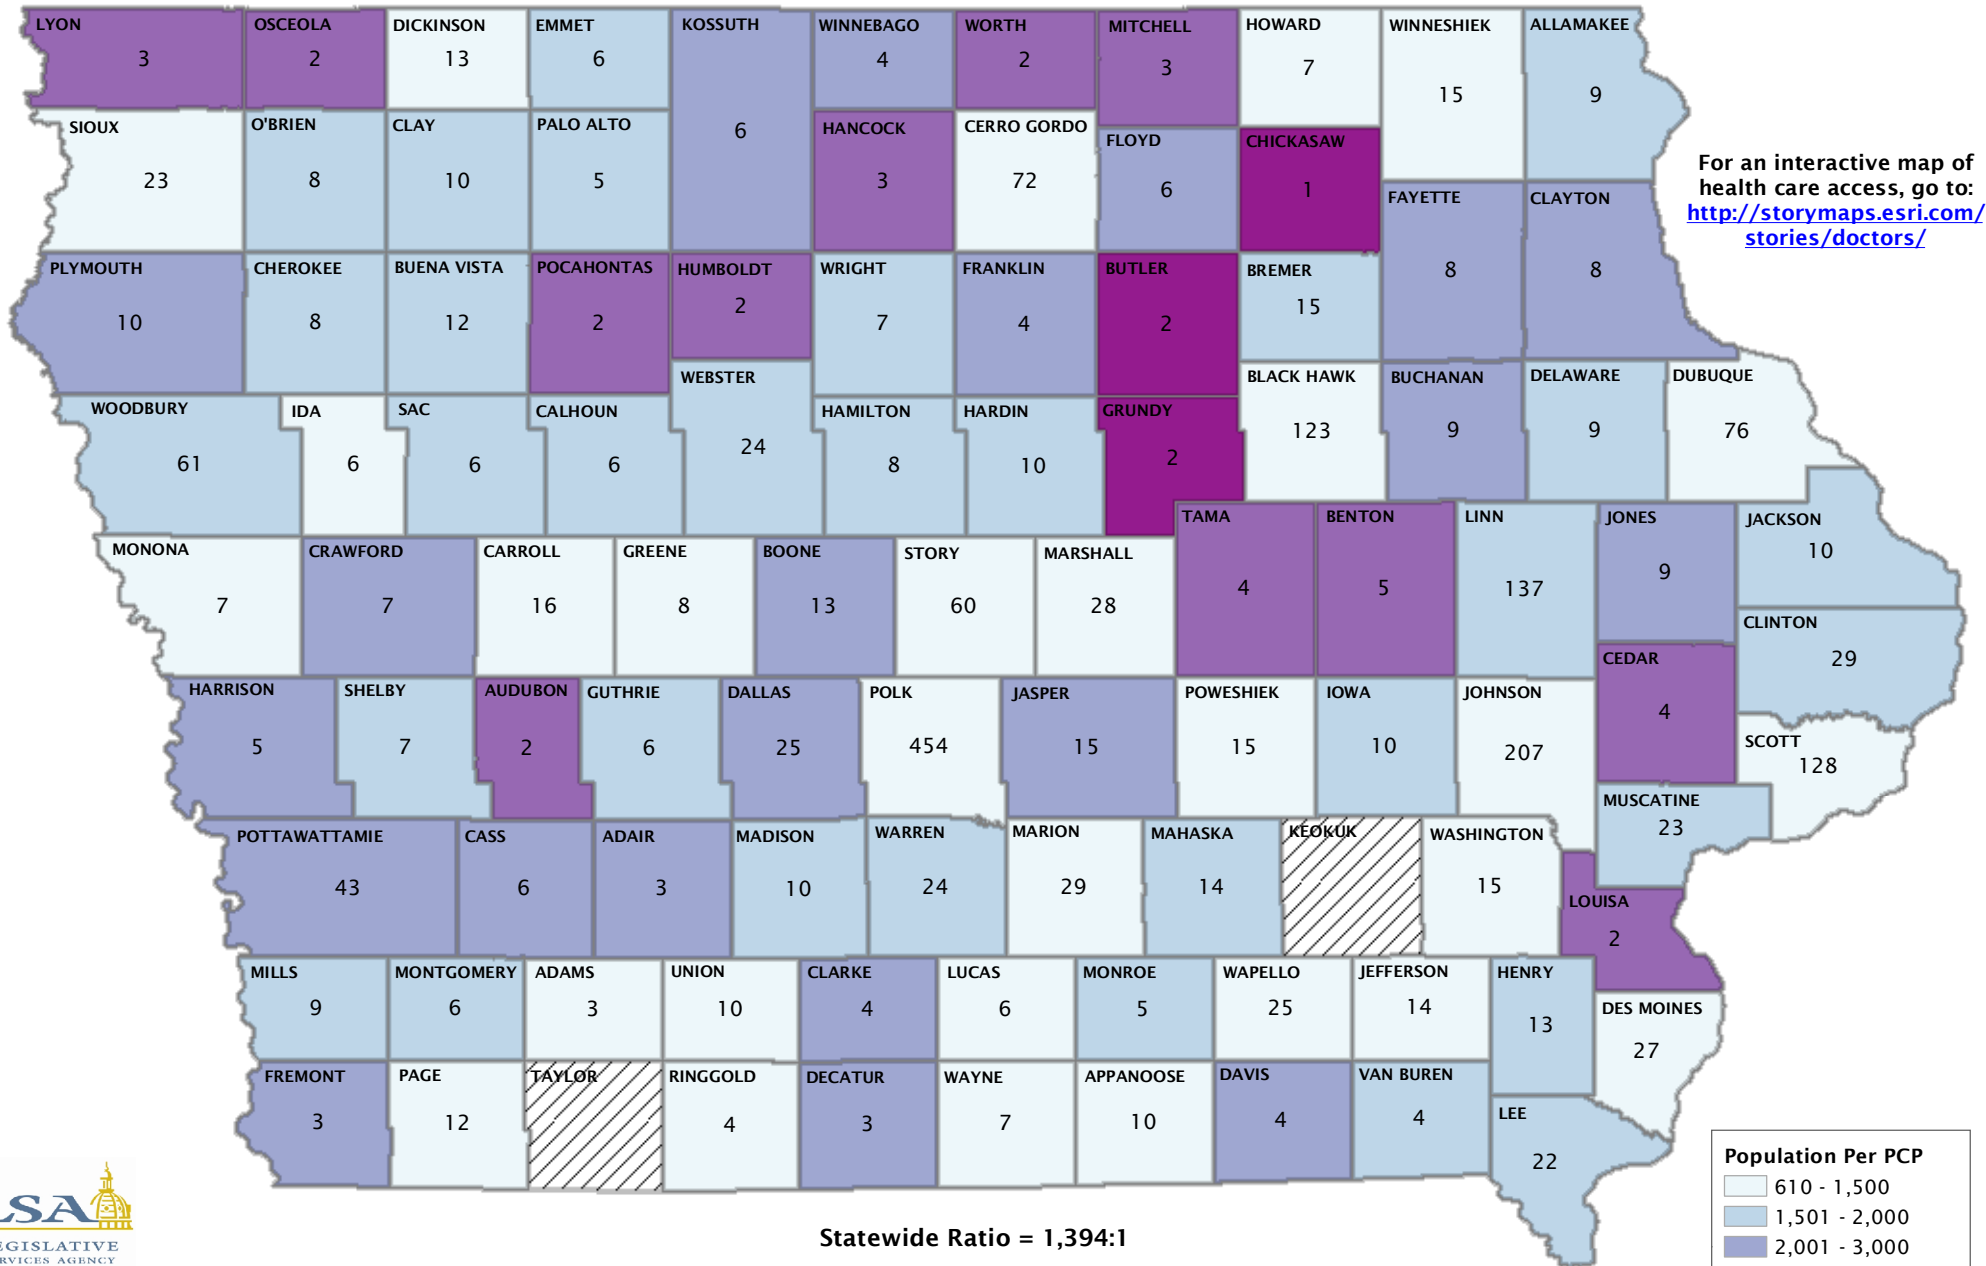 LYON
3
OSCEOLA
2
DICKINSON
13
EMMET
6
KOSSUTH
6
WINNEBAGO
4
WORTH
2
MITCHELL
3
HOWARD
7
WINNESHIEK
15
ALLAMAKEE
9
SIOUX
23
O'BRIEN
8
CLAY
10
PALO ALTO
5
HANCOCK
3
CERRO GORDO
72
FLOYD
6
CHICKASAW
1
FAYETTE
8
CLAYTON
8
For an interactive map of
health care access, go to:
http://storymaps.esri.com/
stories/doctors/
PLYMOUTH
10
CHEROKEE
8
BUENA VISTA
12
POCAHONTAS
2
HUMBOLDT
2
WRIGHT
7
FRANKLIN
4
BUTLER
2
BREMER
15
WOODBURY
61
IDA
6
SAC
6
CALHOUN
6
WEBSTER
24
HAMILTON
8
HARDIN
10
GRUNDY
2
BLACK HAWK
123
BUCHANAN
9
DELAWARE
9
DUBUQUE
76
MONONA
7
CRAWFORD
7
CARROLL
16
GREENE
8
BOONE
13
STORY
60
MARSHALL
28
TAMA
4
BENTON
5
LINN
137
JONES
9
JACKSON
10
CLINTON
29
HARRISON
5
SHELBY
7
AUDUBON
2
GUTHRIE
6
DALLAS
25
POLK
454
JASPER
15
POWESHIEK
15
IOWA
10
JOHNSON
207
CEDAR
4
SCOTT
128
MUSCATINE
23
POTTAWATTAMIE
43
CASS
6
ADAIR
3
MADISON
10
WARREN
24
MARION
29
MAHASKA
14
KEOKUK
WASHINGTON
15
LOUISA
2
MILLS
9
MONTGOMERY
6
ADAMS
3
UNION
10
CLARKE
4
LUCAS
6
MONROE
5
WAPELLO
25
JEFFERSON
14
HENRY
13
DES MOINES
27
FREMONT
3
PAGE
12
TAYLOR
RINGGOLD
4
DECATUR
3
WAYNE
7
APPANOOSE
10
DAVIS
4
VAN BUREN
4
LEE
22
LSA
LEGISLATIVE
SERVICES AGENCY
Statewide Ratio = 1,394:1
Population Per PCP
610 - 1,500
1,501 - 2,000
2,001 - 3,000